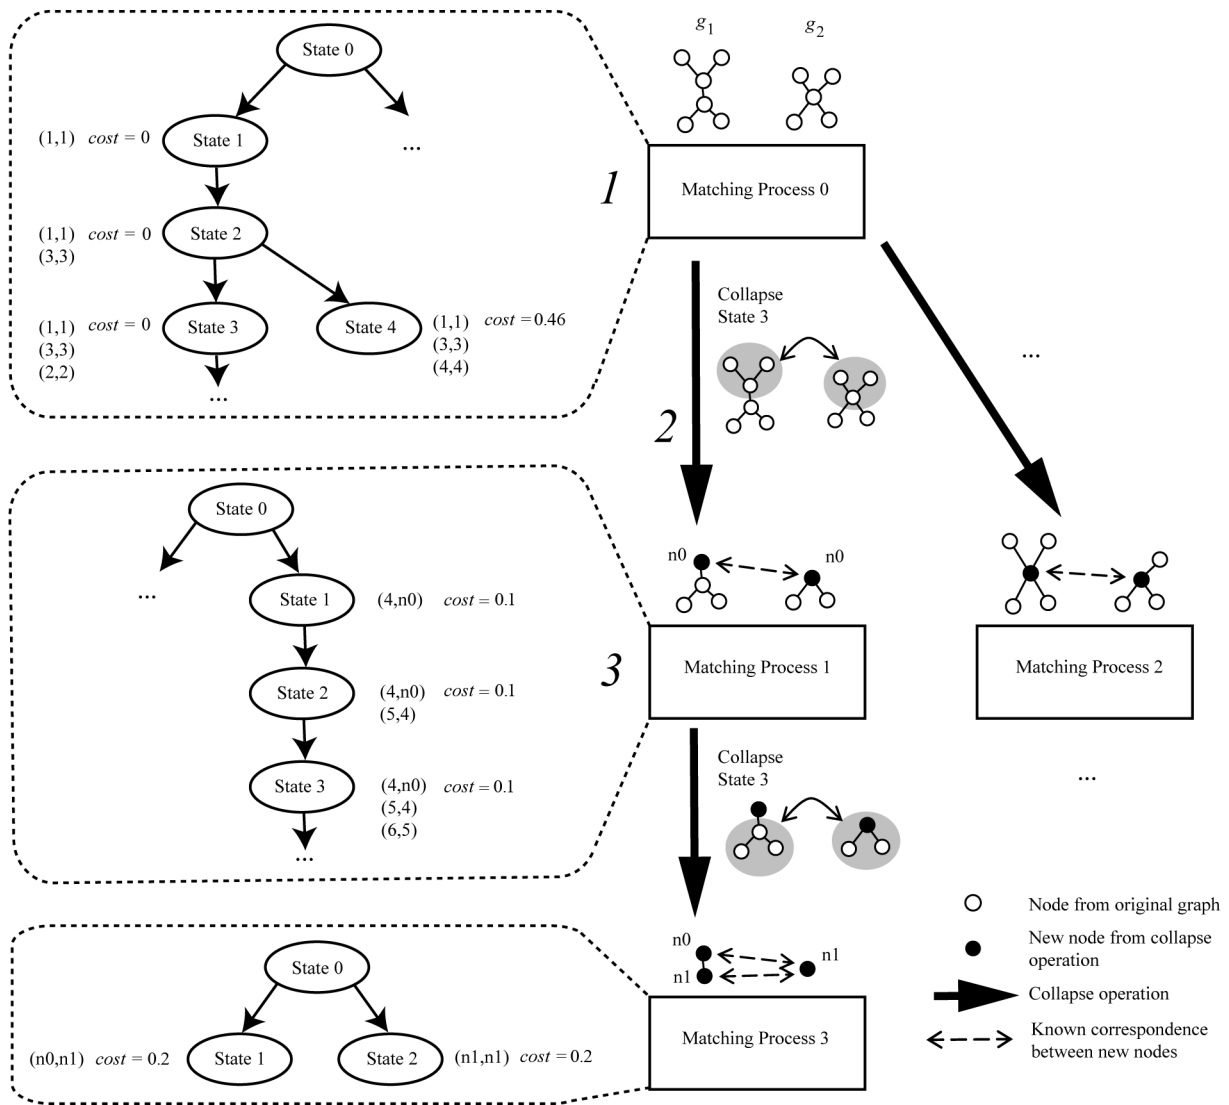 g1
g2
State 0
(1,1) cost = 0
State 1
...
1
Matching Process 0
(1,1) cost = 0
(3,3)
State 2
(1,1) cost = 0
(3,3)
(2,2)
State 3
State 4
(1,1) cost = 0.46
(3,3)
(4,4)
...
Collapse
State 3
...
2
State 0
...
State 1
(4,n0) cost = 0.1
State 2
(4,n0) cost = 0.1
(5,4)
State 3
(4,n0) cost = 0.1
(5,4)
(6,5)
...
3
n0
n0
Matching Process 1
Matching Process 2
Collapse
State 3
...
State 0
(n0,n1) cost = 0.2
State 1
State 2
(n1,n1) cost = 0.2
n0
n1
n1
Matching Process 3
Node from original graph
New node from collapse
operation
Collapse operation
Known correspondence
between new nodes